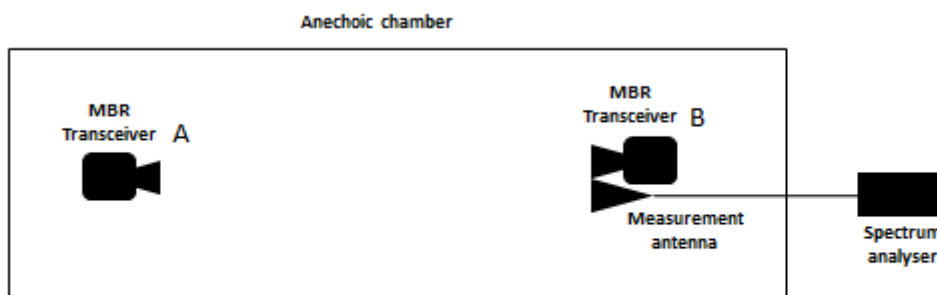 Anechoic chamber
MBR
Transceiver A
MBR
Transceiver B
Measurement
antenna
Spectrum
analyser